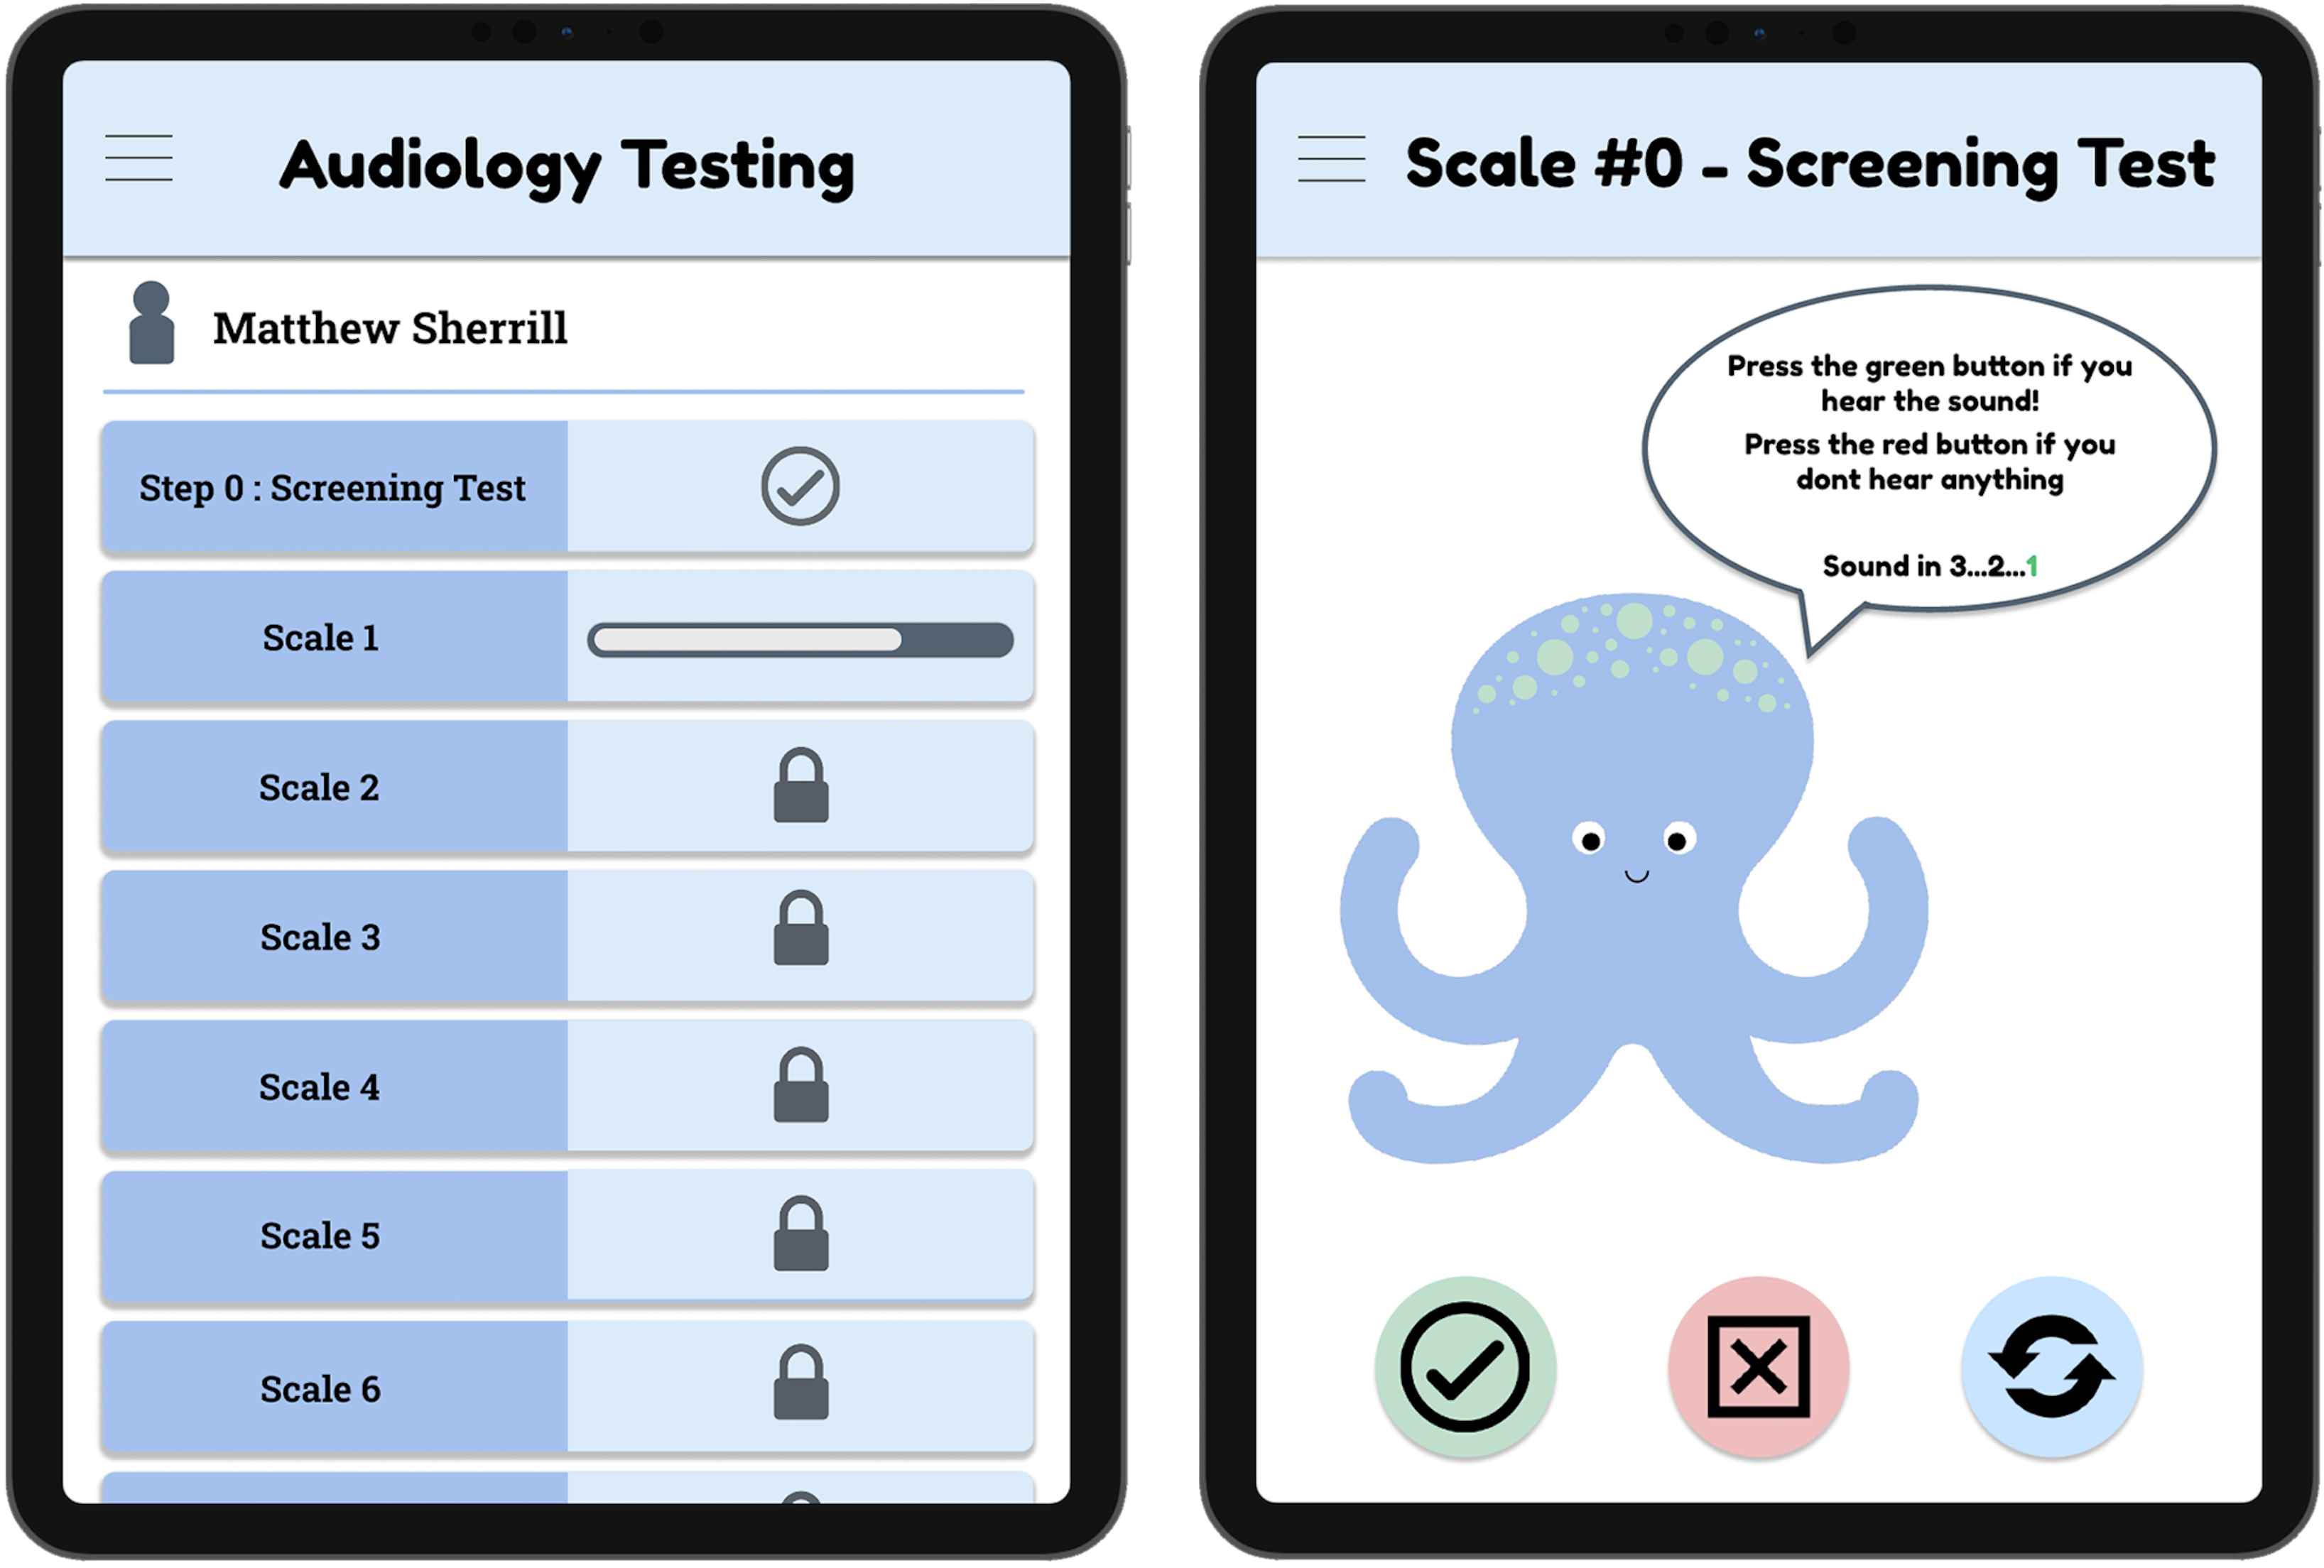 Audiology Testing
Matthew Sherrill
Step 0 : Screening Test
Scale 1
Scale 2
Scale 3
Scale 4
Scale 5
Scale 6
Scale #0 - Screening Test
Press the green button if you
hear the sound!
Press the red button if you
dont hear anything
Sound in 3...2...1